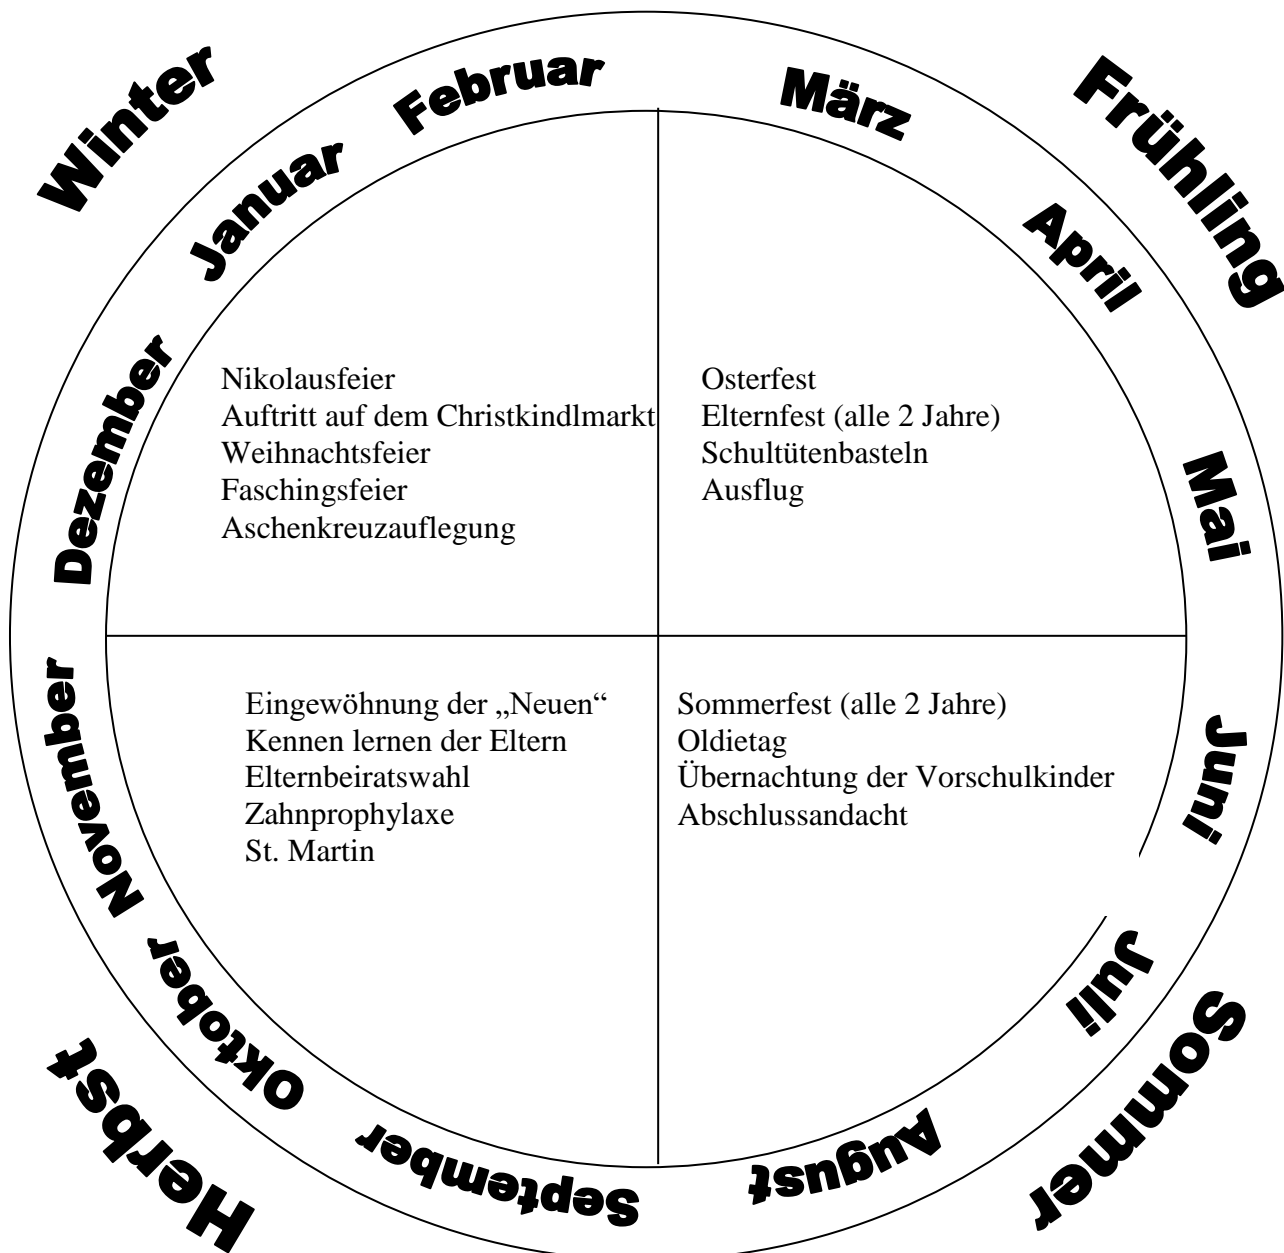 Winter
Frühling
Februar
März
Januar
April
Dezember
Mai
Nikolausfeier
Auftritt auf dem Christkindlmarkt
Weihnachtsfeier
Faschingsfeier
Aschenkreuzauflegung
Osterfest
Elternfest (alle 2 Jahre)
Schultütenbasteln
Ausflug
Eingewöhnung der „Neuen“
Kennen lernen der Eltern
Elternbeiratswahl
Zahnprophylaxe
St. Martin
Sommerfest (alle 2 Jahre)
Oldietag
Übernachtung der Vorschulkinder
Abschlussandacht
November
Juni
Oktober
Juli
September
August
Herbst
Sommer